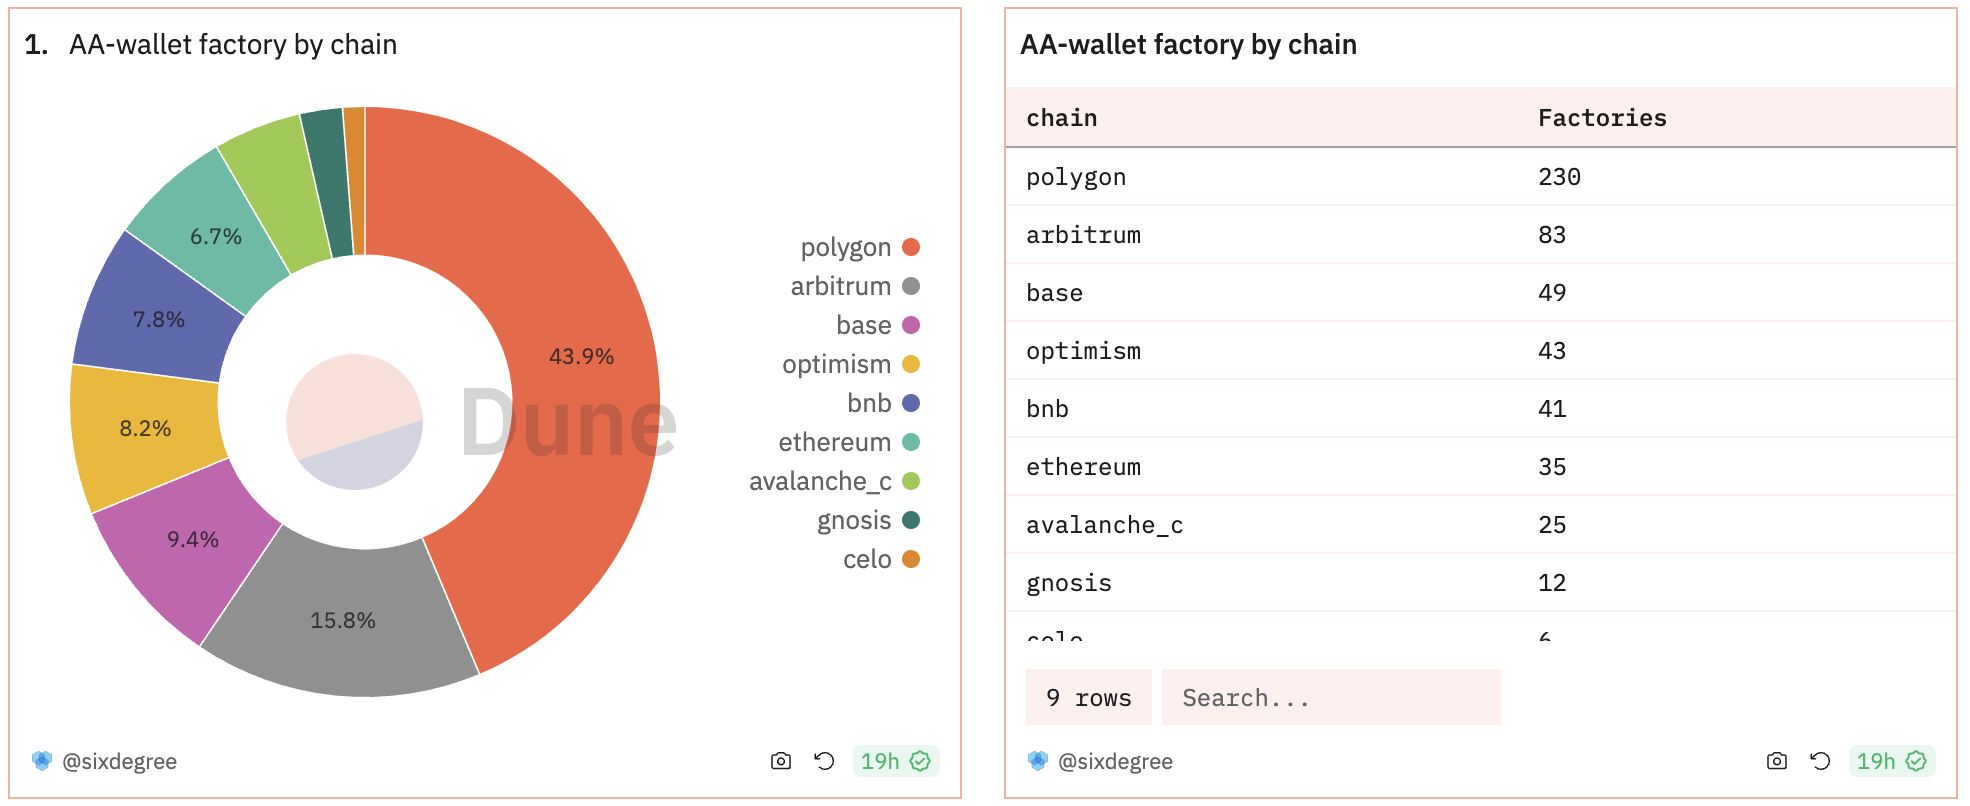 1. AA-wallet factory by chain
43.9%
15.8%
9.4%
8.2%
7.8%
6.7%
Dune
polygon
arbitrum
base
optimism
bnb
ethereum
avalanche_c
gnosis
celo
@sixdegree
19h
AA-wallet factory by chain
chain Factories
polygon 230
arbitrum 83
base 49
optimism 43
bnb 41
ethereum 35
avalanche_c 25
gnosis 12
celo 6
9 rows Search...
@sixdegree
19h